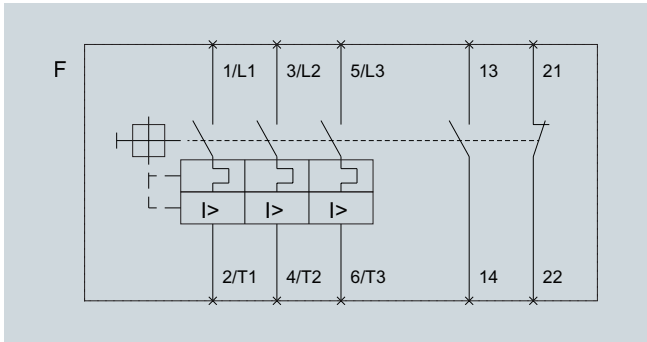 F
1/L1 3/L2 5/L3 13 21
I> I> I>
2/T1 4/T2 6/T3 14 22